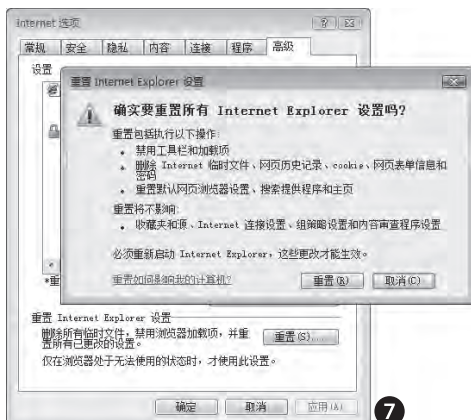 Internet 选项
常规 安全 隐私 内容 连接 程序 高级
设置
重置 Internet Explorer 设置
确实要重置所有 Internet Explorer 设置吗?
重置包括执行以下操作:
• 禁用工具栏和加载项
• 删除 Internet 临时文件、网页历史记录、cookie、网页表单信息和
密码
• 重置默认网页浏览器设置、搜索提供程序和主页
重置将不影响:
• 收藏夹和源、Internet 连接设置、组策略设置和内容审查程序设置
必须重新启动 Internet Explorer,这些更改才能生效。
重置如何影响我的计算机?
重置(R) 取消(C)
*重
重置 Internet Explorer 设置
删除所有临时文件,禁用浏览器加载项,并重
置所有已更改的设置。
重置(S)...
仅在浏览器处于无法使用的状态时,才使用此设置。
确定 取消 应用(A)
7